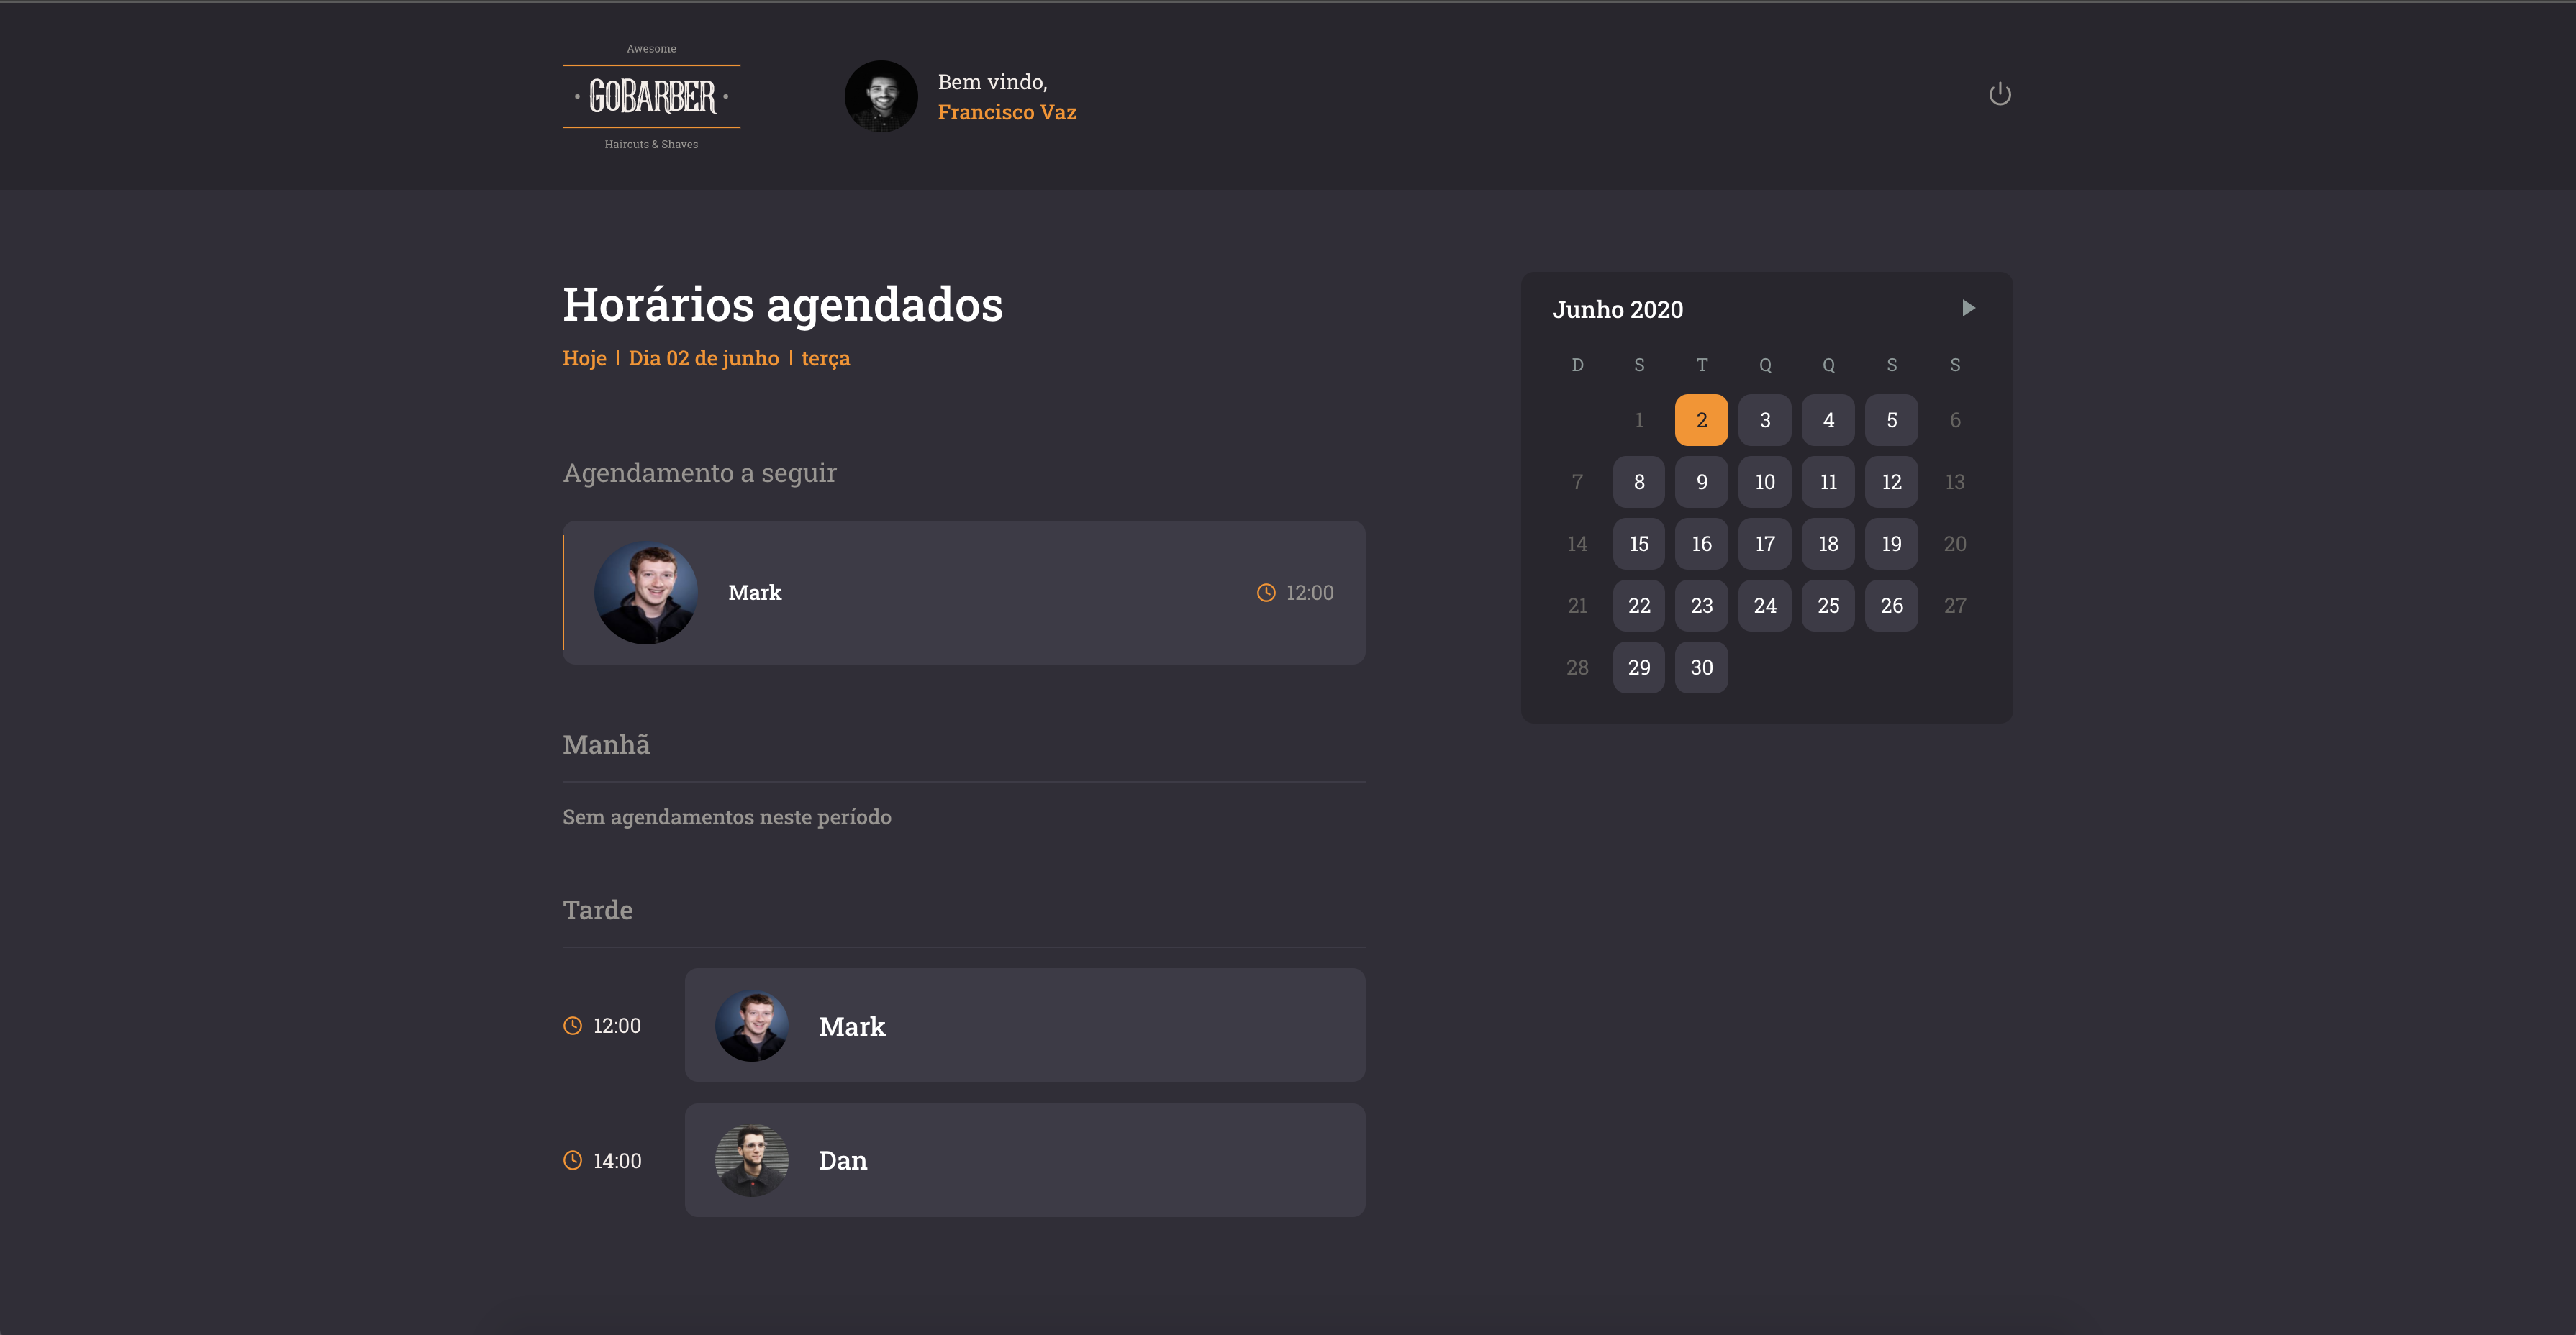 Awesome
GOBARBER
Haircuts & Shaves
Bem vindo,
Francisco Vaz
Horários agendados
Hoje | Dia 02 de junho | terça
Agendamento a seguir
Mark 12:00
Manhã
Sem agendamentos neste período
Tarde
12:00 Mark
14:00 Dan
Junho 2020
D S T Q Q S S
1 2 3 4 5 6
7 8 9 10 11 12 13
14 15 16 17 18 19 20
21 22 23 24 25 26 27
28 29 30